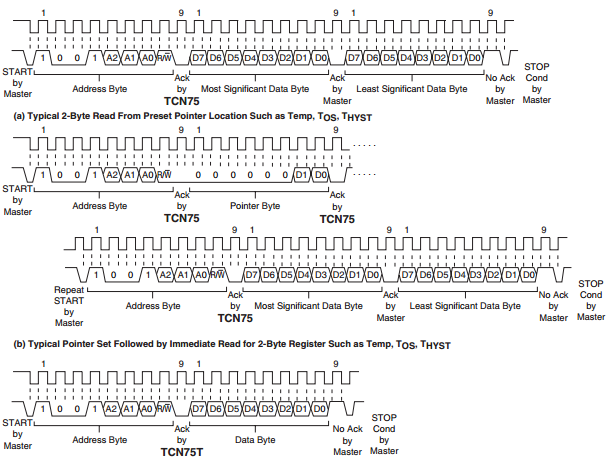 1 9 1 9 1 9
1 0 0 1 A2 A1 A0 R/W D7 D6 D5 D4 D3 D2 D1 D0 D7 D6 D5 D4 D3 D2 D1 D0
START by Master
Address Byte
Ack by TCN75
Most Significant Data Byte
Ack by Master
Least Significant Data Byte
No Ack by Master
STOP Cond by Master
(a) Typical 2-Byte Read From Preset Pointer Location Such as Temp, TOS, THYST
1 9 1 9
1 0 0 1 A2 A1 A0 R/W 0 0 0 0 0 0 D1 D0
START by Master
Address Byte
Ack by TCN75
Pointer Byte
Ack by TCN75
1 9 1 9 1 9
1 0 0 1 A2 A1 A0 R/W D7 D6 D5 D4 D3 D2 D1 D0 D7 D6 D5 D4 D3 D2 D1 D0
Repeat START by Master
Address Byte
Ack by TCN75
Most Significant Data Byte
Ack by Master
Least Significant Data Byte
No Ack by Master
STOP Cond by Master
(b) Typical Pointer Set Followed by Immediate Read for 2-Byte Register Such as Temp, TOS, THYST
1 9 1 9
1 0 0 1 A2 A1 A0 R/W D7 D6 D5 D4 D3 D2 D1 D0
START by Master
Address Byte
Ack by TCN75T
Data Byte
No Ack by Master
STOP Cond by Master